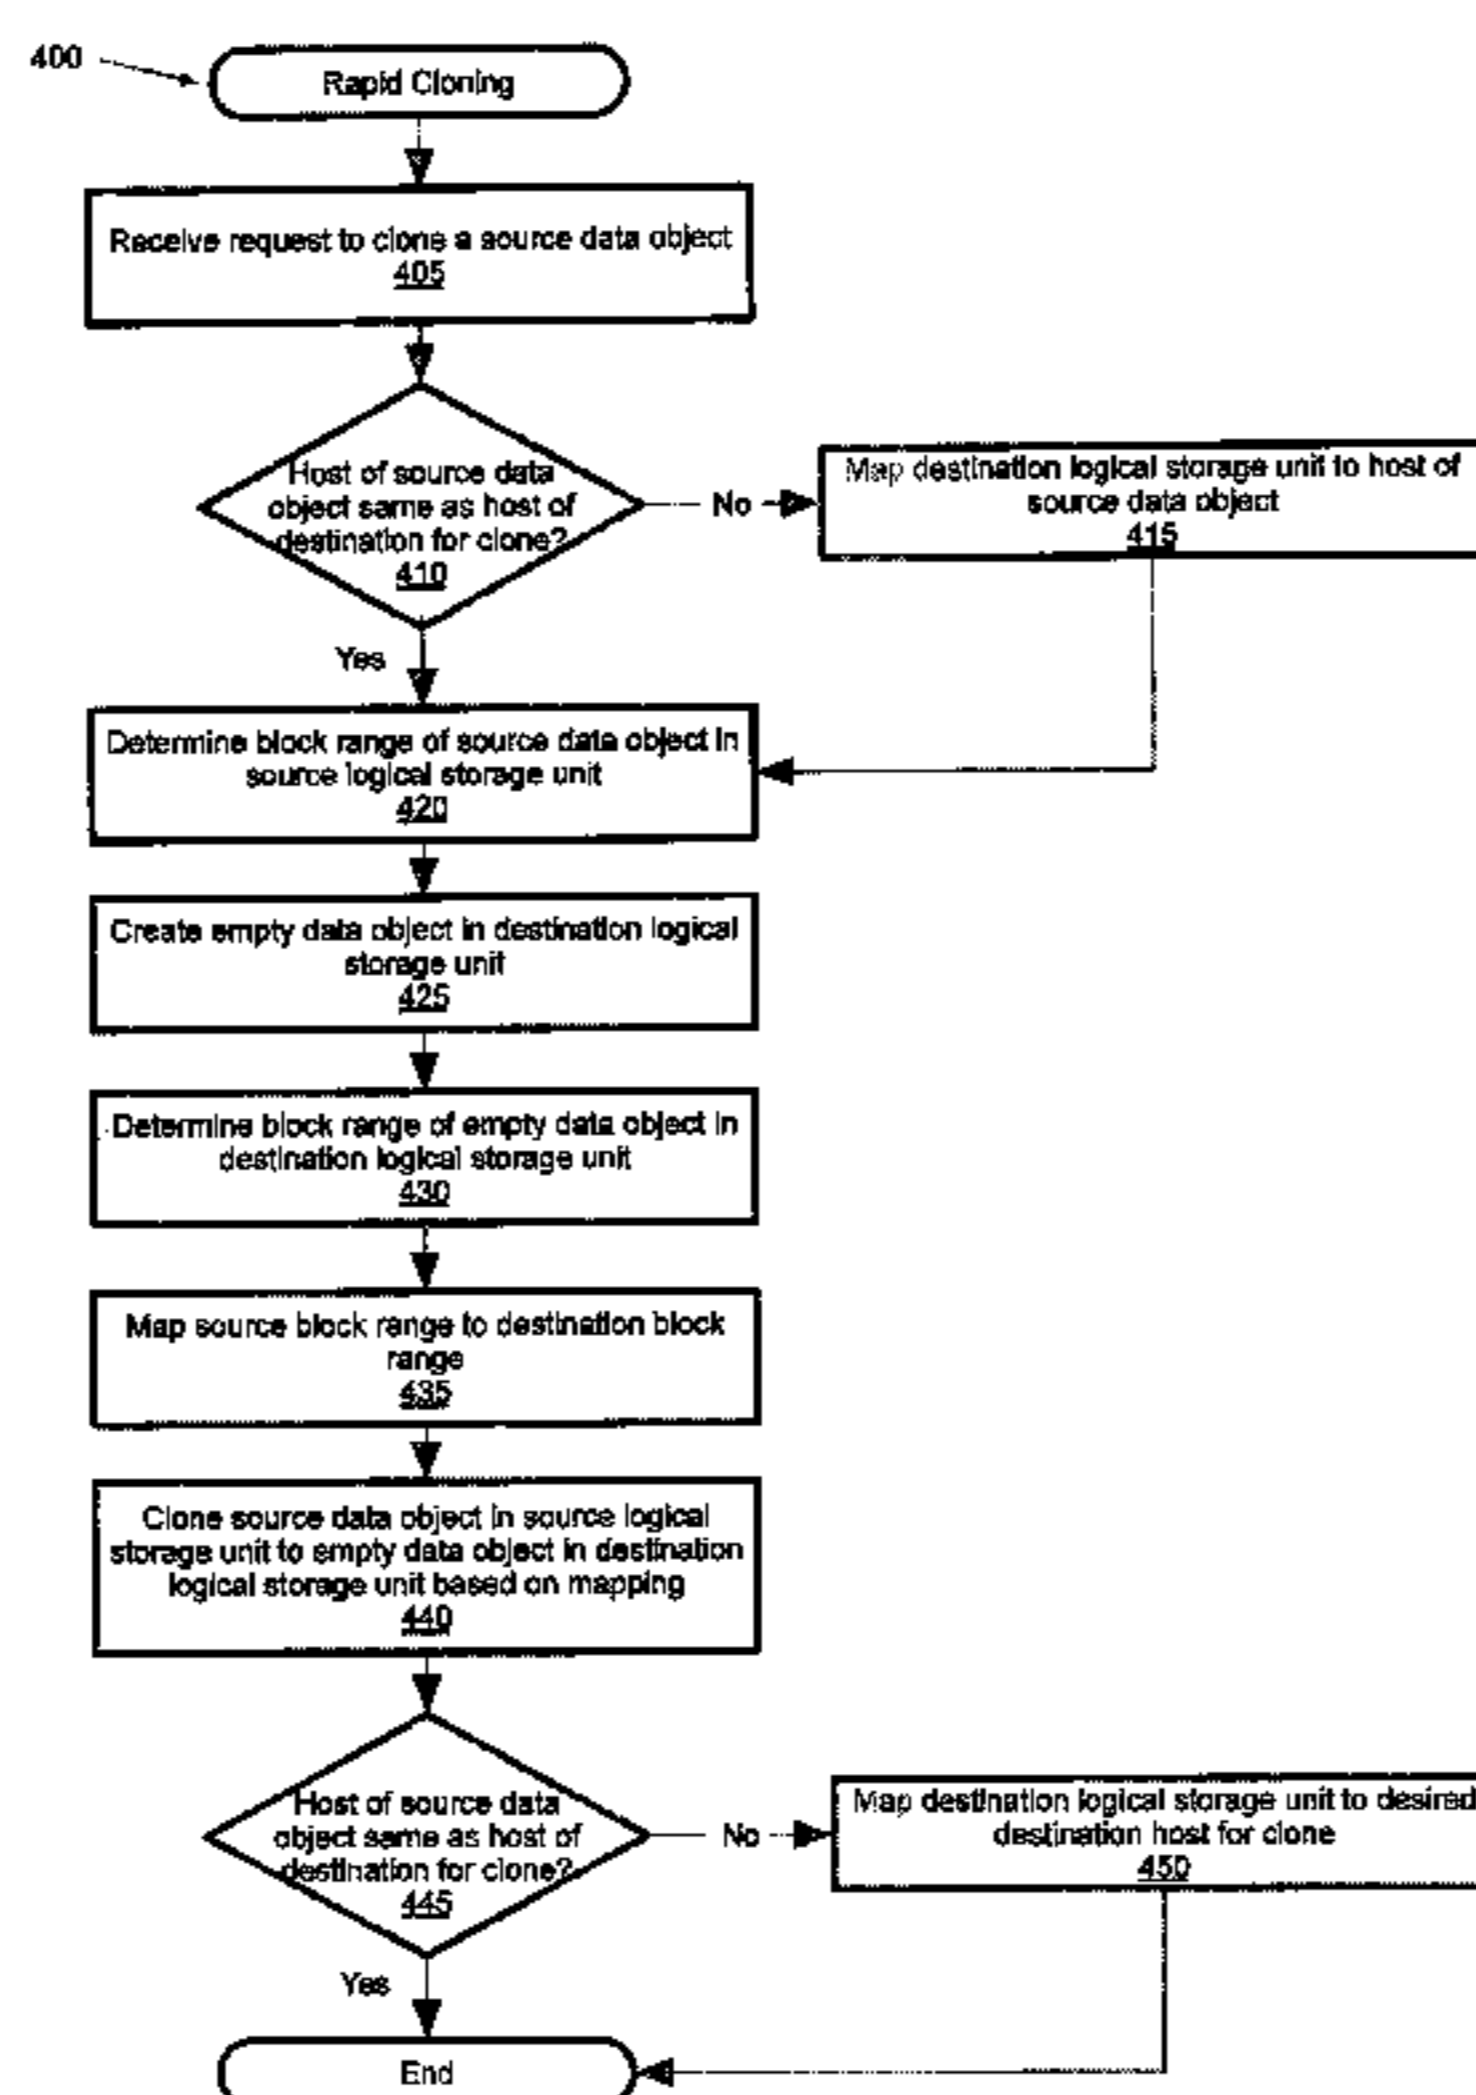 400
Rapid Cloning
Receive request to clone a source data object
405
Host of source data
object same as host of
destination for clone?
410
No
Map destination logical storage unit to host of
source data object
415
Yes
Determine block range of source data object in
source logical storage unit
420
Create empty data object in destination logical
storage unit
425
Determine block range of empty data object in
destination logical storage unit
430
Map source block range to destination block
range
435
Clone source data object in source logical
storage unit to empty data object in destination
logical storage unit based on mapping
440
Host of source data
object same as host of
destination for clone?
445
No
Map destination logical storage unit to desired
destination host for clone
450
Yes
End